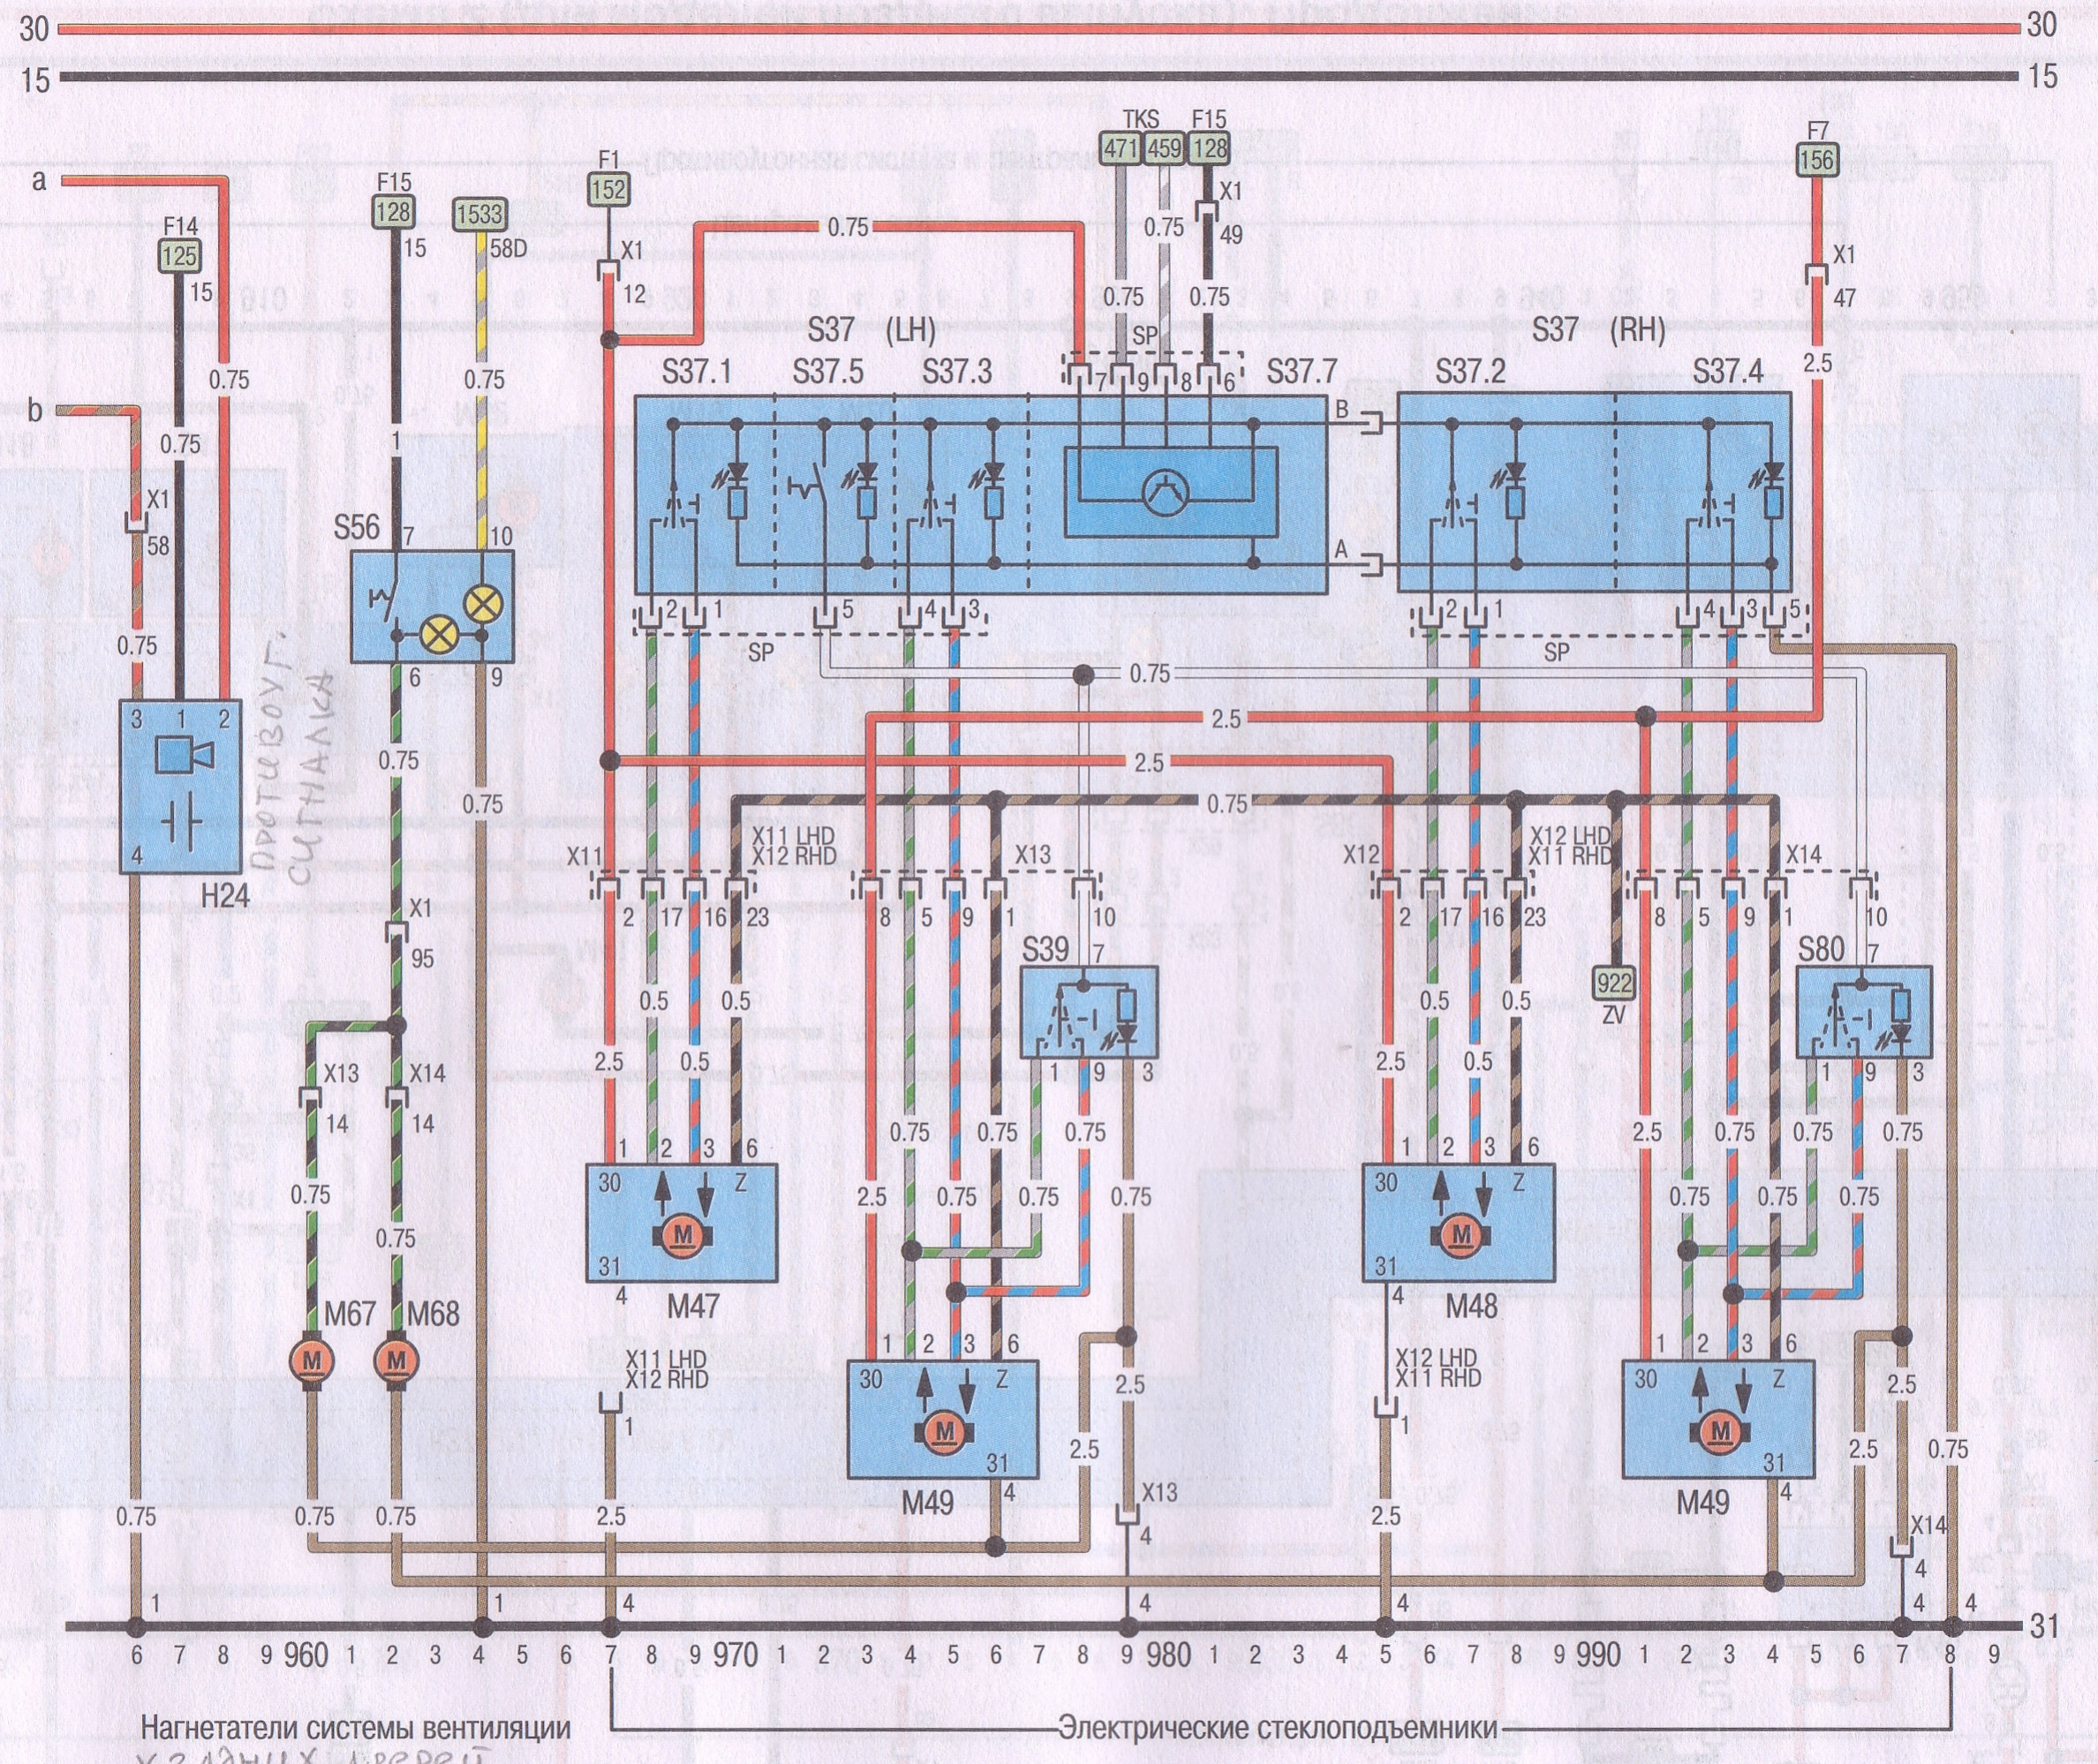 30 30
15 15
TKS F15
471 459 128
F7
156
a
F1
152
F15
128 1533
15 58D
F14
125
15
X1
49
0.75 0.75
0.75 0.75
X1
12
X1
47
S37 (LH) SP S37 (RH)
7 9 8 6
S37.1 S37.5 S37.3 S37.7 S37.2 S37.4
2.5
0.75 0.75
b
0.75
1
B
A
X1
58
S56
7 10
6 9
2 1 5 4 3
SP
2 1 4 3 5
SP
0.75
0.75
2.5
2.5
0.75
3 1 2
4
H24
ПРОТИВОУГ.
СИГНАЛКА
0.75
0.75
X1
95
X13 X14
14 14
0.75
0.75
M67 M68
M M
X11
X11 LHD
X12 RHD
X13
X12
X12 LHD
X11 RHD
X14
2 17 16 23 8 5 9 1 10 2 17 16 23 8 5 9 1 10
S39 7
922
ZV
S80 7
9 3
1 9 3
0.5 0.5 0.5 0.5
2.5 0.5 2.5 0.5
0.75 0.75 0.75
2.5 0.75 0.75 0.75
1 2 3 6
30 Z
M
31
4
M47
2.5 0.75 0.75 0.75
1 2 3 6
30 Z
M
31
4
M48
0.75 0.75 0.75
X11 LHD
X12 RHD
1
1 2 3 6
30 Z
M
31
4
M49
2.5
2.5
X13
4
X12 LHD
X11 RHD
1
1 2 3 6
30 Z
M
31
4
M49
2.5
2.5 0.75
X14
4
0.75 0.75 0.75 2.5 2.5
1 1 4 4 4 4 4
31
6 7 8 9 960 1 2 3 4 5 6 7 8 9 970 1 2 3 4 5 6 7 8 9 980 1 2 3 4 5 6 7 8 9 990 1 2 3 4 5 6 7 8 9
Нагнетатели системы вентиляции Электрические стеклоподъемники